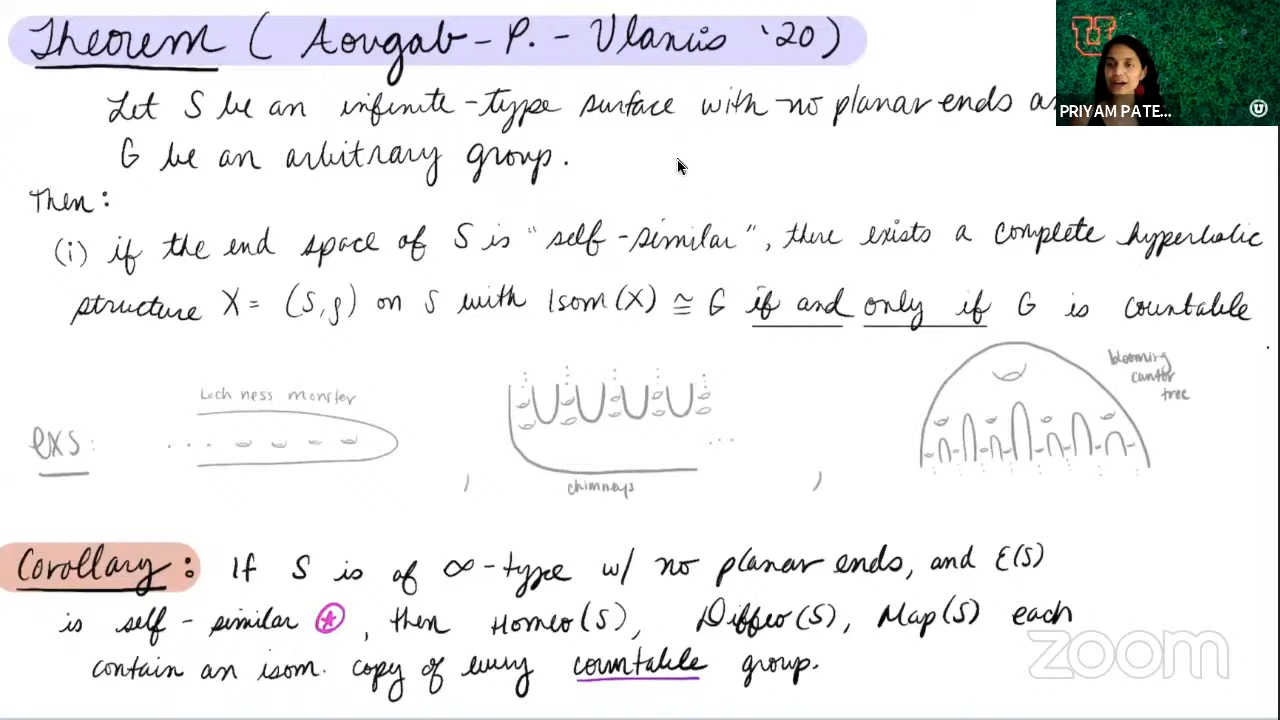 Theorem ( Aougab - P. - Vlamis '20 )
Let S be an infinite-type surface with no planar ends a
G be an arbitrary group.
Then:
(i) if the end space of S is "self-similar", there exists a complete hyperbolic
structure X = (S, ρ) on S with Isom(X) ≅ G if and only if G is countable
.
Loch ness monster
blooming
cantor
tree
exs:
,
chimneys
,
Corollary: If S is of ∞-type w/ no planar ends, and E(S)
is self-similar ⊛, then Homeo(S), Diffeo(S), Map(S) each
contain an isom. copy of every countable group.
PRIYAM PATE...
U
zoom